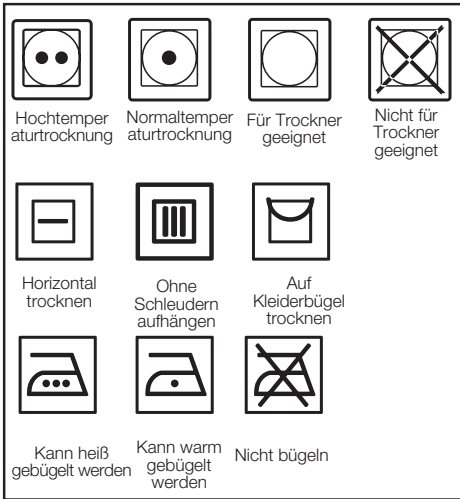 Hochtemper
aturtrocknung
Normaltemper
aturtrocknung
Für Trockner
geeignet
Nicht für
Trockner
geeignet
Horizontal
trocknen
Ohne
Schleudern
aufhängen
Auf
Kleiderbügel
trocknen
Kann heiß
gebügelt werden
Kann warm
gebügelt
werden
Nicht bügeln